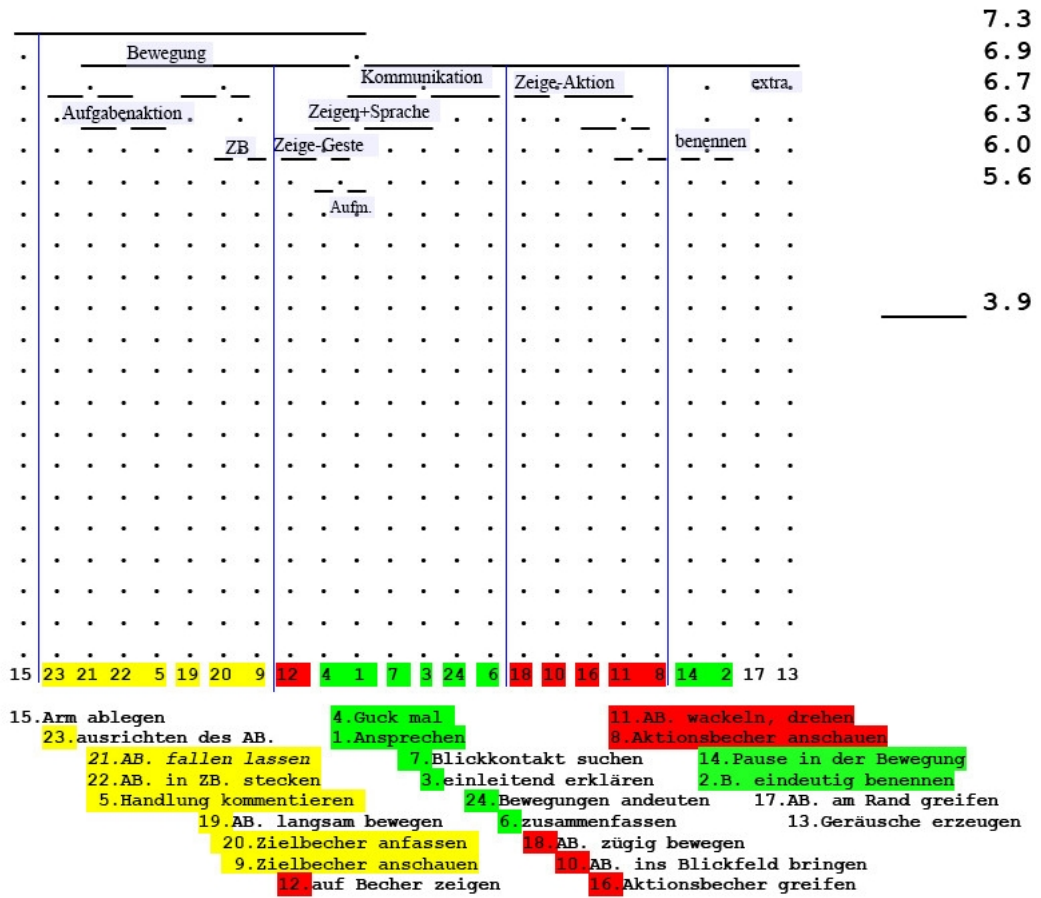 7.3
Bewegung 6.9
Kommunikation Zeige-Aktion extra. 6.7
Aufgabenaktion Zeigen+Sprache 6.3
ZB Zeige-Geste benennen 6.0
5.6
Aufm.
3.9
15 23 21 22 5 19 20 9 12 4 1 7 3 24 6 18 10 16 11 8 14 2 17 13
15.Arm ablegen 4.Guck mal 11.AB. wackeln, drehen
23.ausrichten des AB. 1.Ansprechen 8.Aktionsbecher anschauen
21.AB. fallen lassen 7.Blickkontakt suchen 14.Pause in der Bewegung
22.AB. in ZB. stecken 3.einleitend erklären 2.B. eindeutig benennen
5.Handlung kommentieren 24.Bewegungen andeuten 17.AB. am Rand greifen
19.AB. langsam bewegen 6.zusammenfassen 13.Geräusche erzeugen
20.Zielbecher anfassen 18.AB. zügig bewegen
9.Zielbecher anschauen 10.AB. ins Blickfeld bringen
12.auf Becher zeigen 16.Aktionsbecher greifen